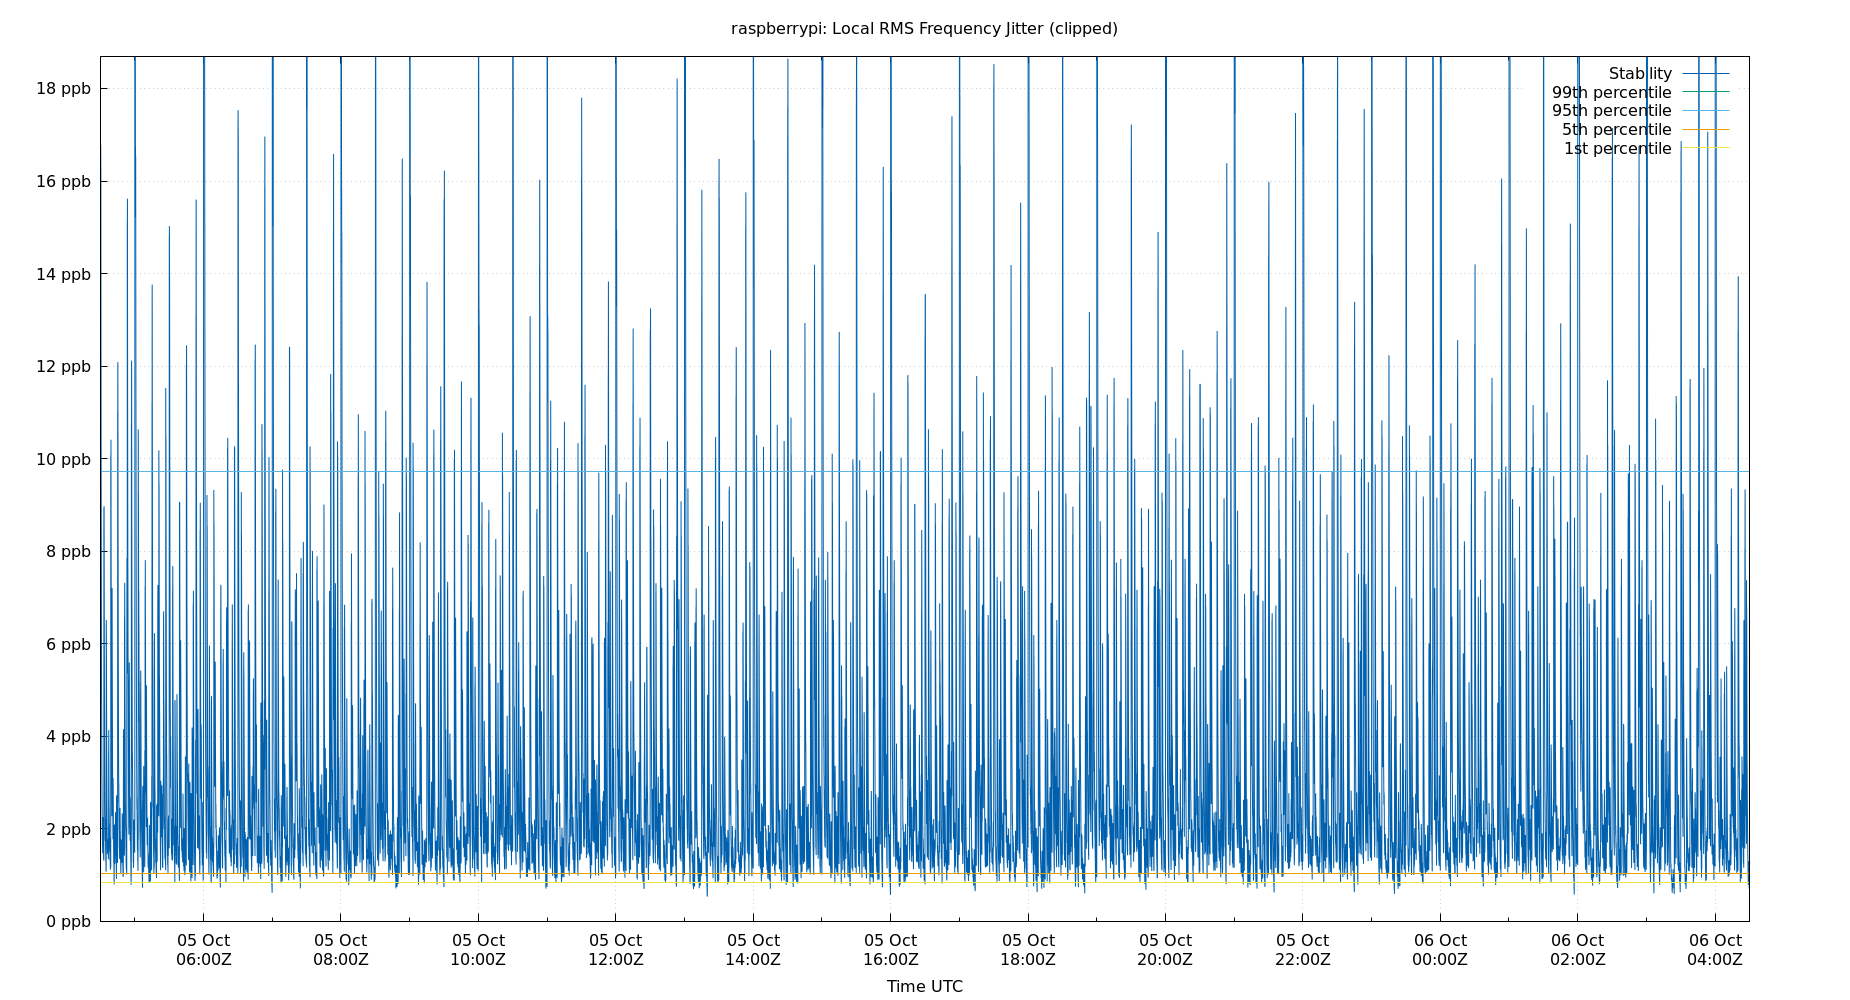 raspberrypi: Local RMS Frequency Jitter (clipped)
Stability
99th percentile
95th percentile
5th percentile
1st percentile
18 ppb
16 ppb
14 ppb
12 ppb
10 ppb
8 ppb
6 ppb
4 ppb
2 ppb
0 ppb
05 Oct 05 Oct 05 Oct 05 Oct 05 Oct 05 Oct 05 Oct 05 Oct 05 Oct 06 Oct 06 Oct 06 Oct
06:00Z 08:00Z 10:00Z 12:00Z 14:00Z 16:00Z 18:00Z 20:00Z 22:00Z 00:00Z 02:00Z 04:00Z
Time UTC